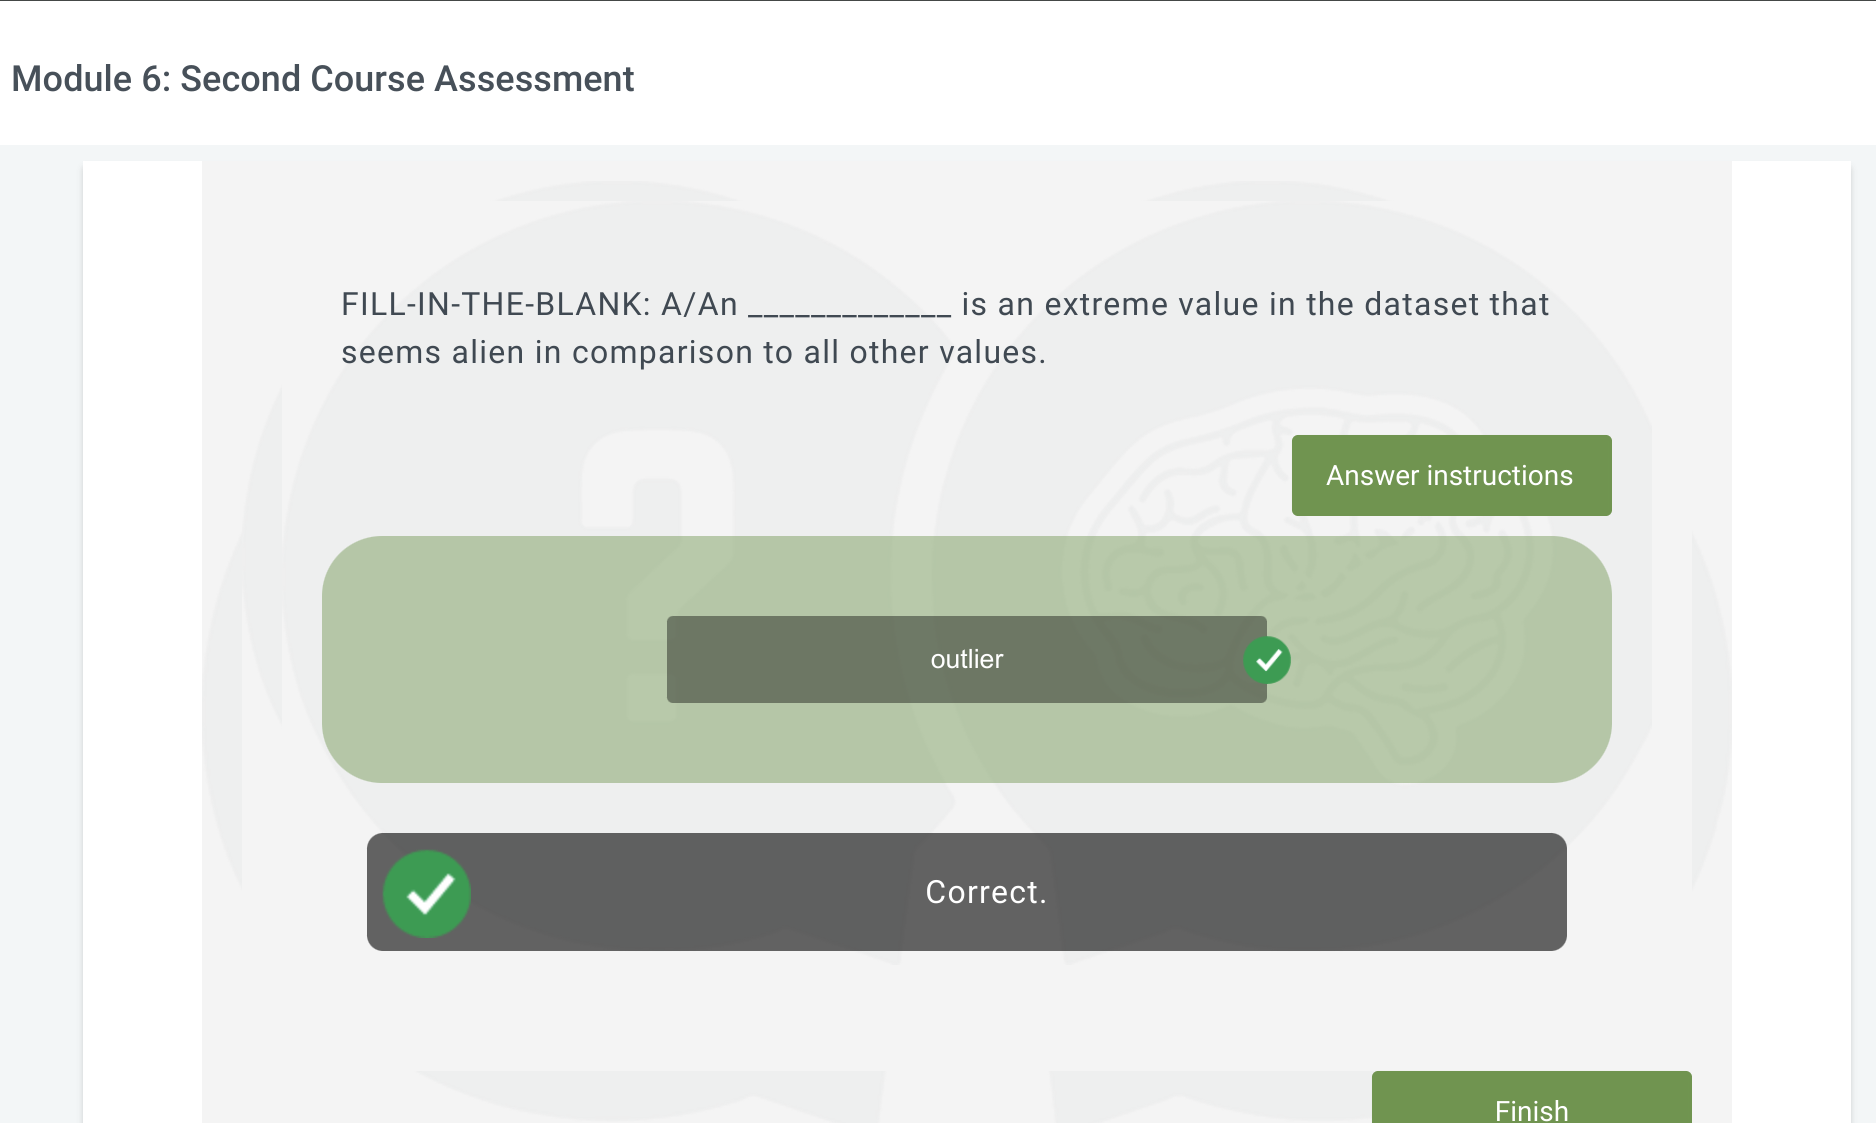 Module 6: Second Course Assessment
FILL-IN-THE-BLANK: A/An _____________ is an extreme value in the dataset that
seems alien in comparison to all other values.
Answer instructions
outlier
Correct.
Finish